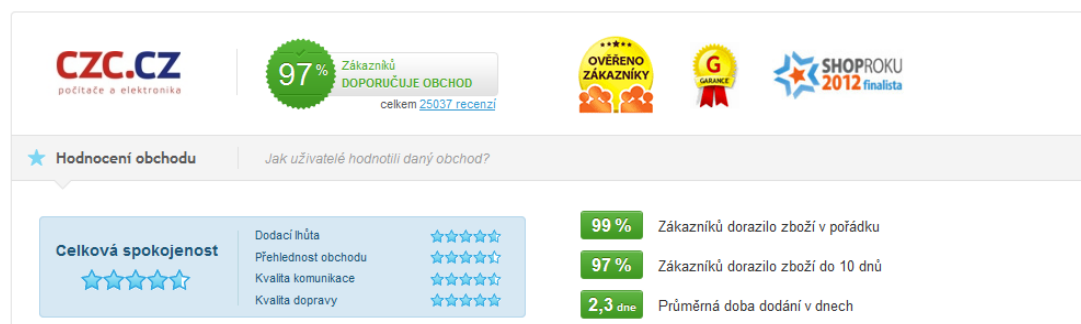 CZC.CZ
počítače a elektronika
97 %
Zákazníků
DOPORUČUJE OBCHOD
celkem 25037 recenzí
OVĚŘENO
ZÁKAZNÍKY
G
GARANCE
SHOPROKU
2012 finalista
Hodnocení obchodu
Jak uživatelé hodnotili daný obchod?
Celková spokojenost
Dodací lhůta
Přehlednost obchodu
Kvalita komunikace
Kvalita dopravy
99 % Zákazníků dorazilo zboží v pořádku
97 % Zákazníků dorazilo zboží do 10 dnů
2,3 dne Průměrná doba dodání v dnech